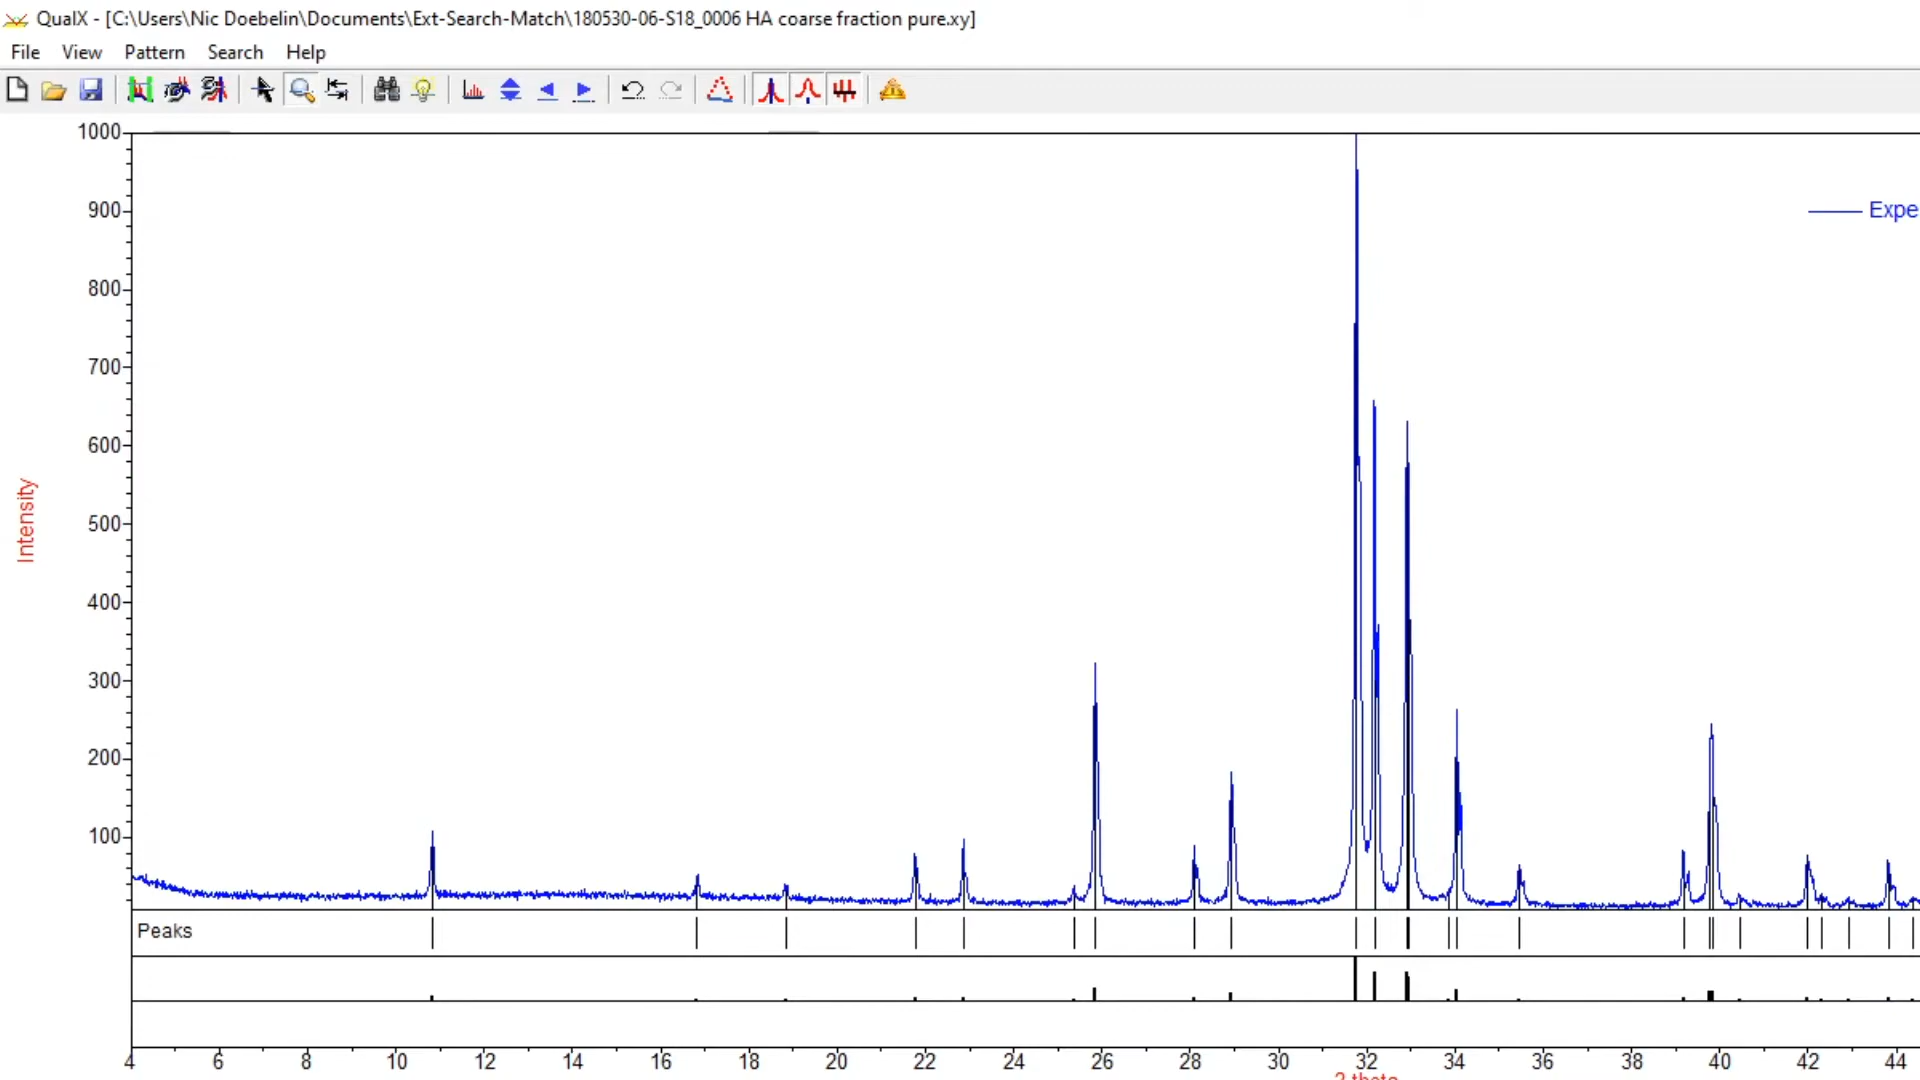 QualX - [C:\Users\Nic Doebelin\Documents\Ext-Search-Match\180530-06-S18_0006 HA coarse fraction pure.xy]
File View Pattern Search Help
1000
900
Expe
800
700
600
Intensity
500
400
300
200
100
Peaks
4 6 8 10 12 14 16 18 20 22 24 26 28 30 32 34 36 38 40 42 44
2 theta